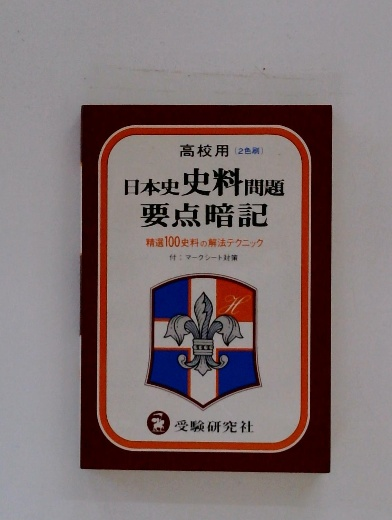 高校用(2色刷)
日本史史料問題
要点暗記
精選100史料の解法テクニック
付:マークシート対策
H
受験研究社